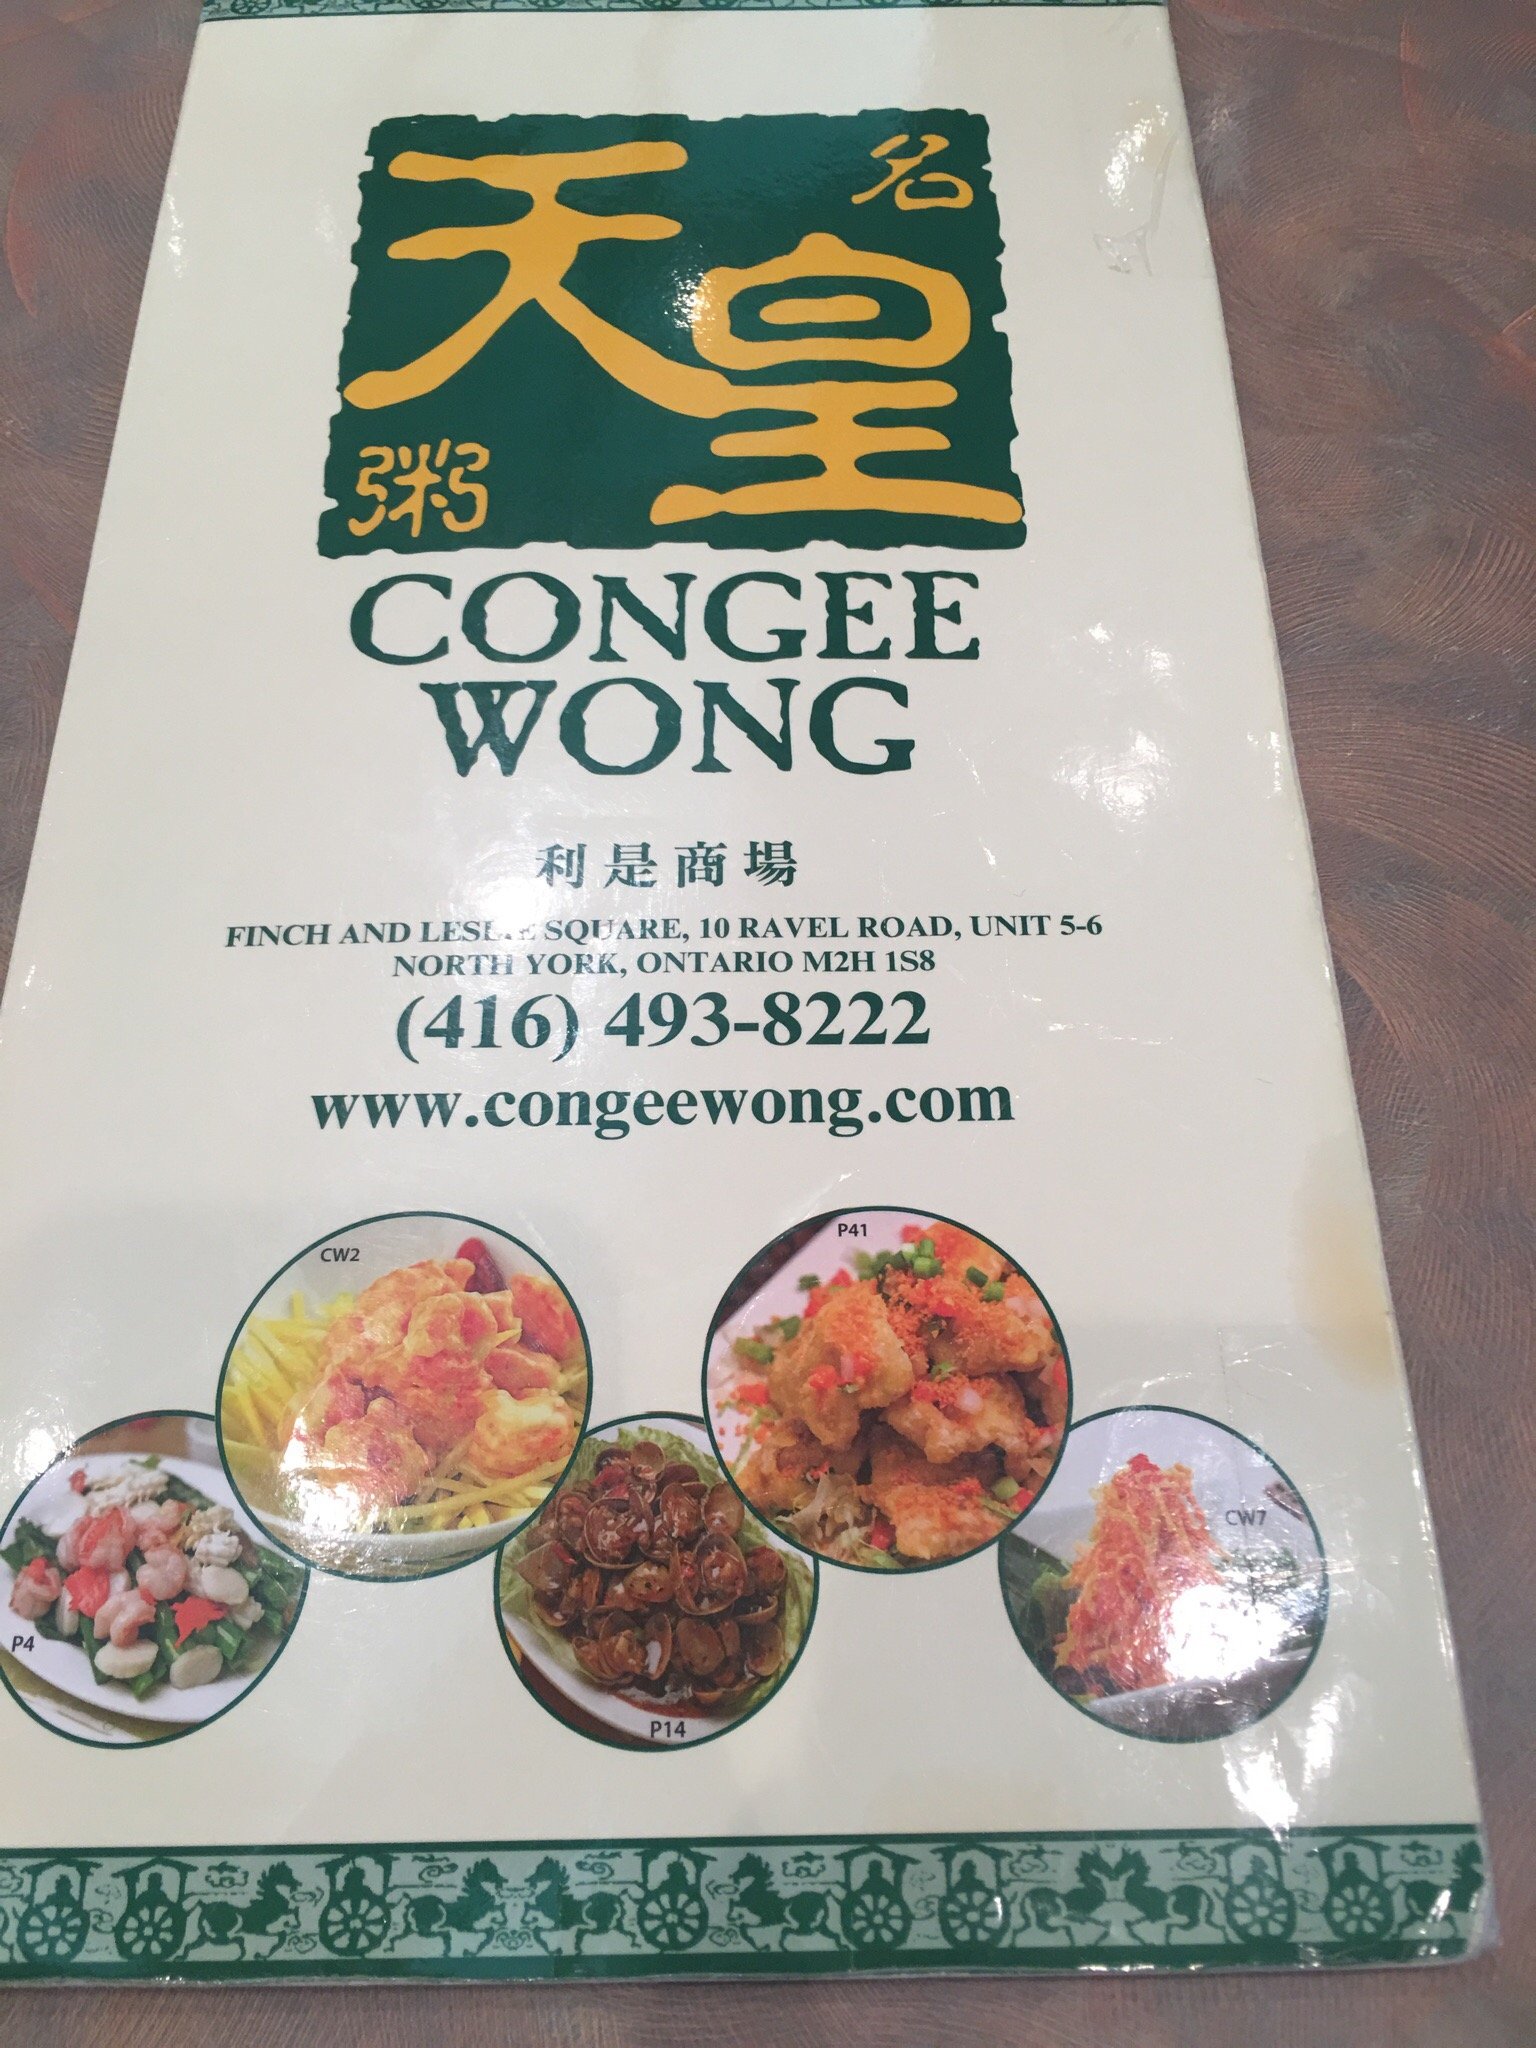 天皇名粥
CONGEE
WONG
利是商場
FINCH AND LESLIE SQUARE, 10 RAVEL ROAD, UNIT 5-6
NORTH YORK, ONTARIO M2H 1S8
(416) 493-8222
www.congeewong.com
CW2
P41
P4
P14
CW7